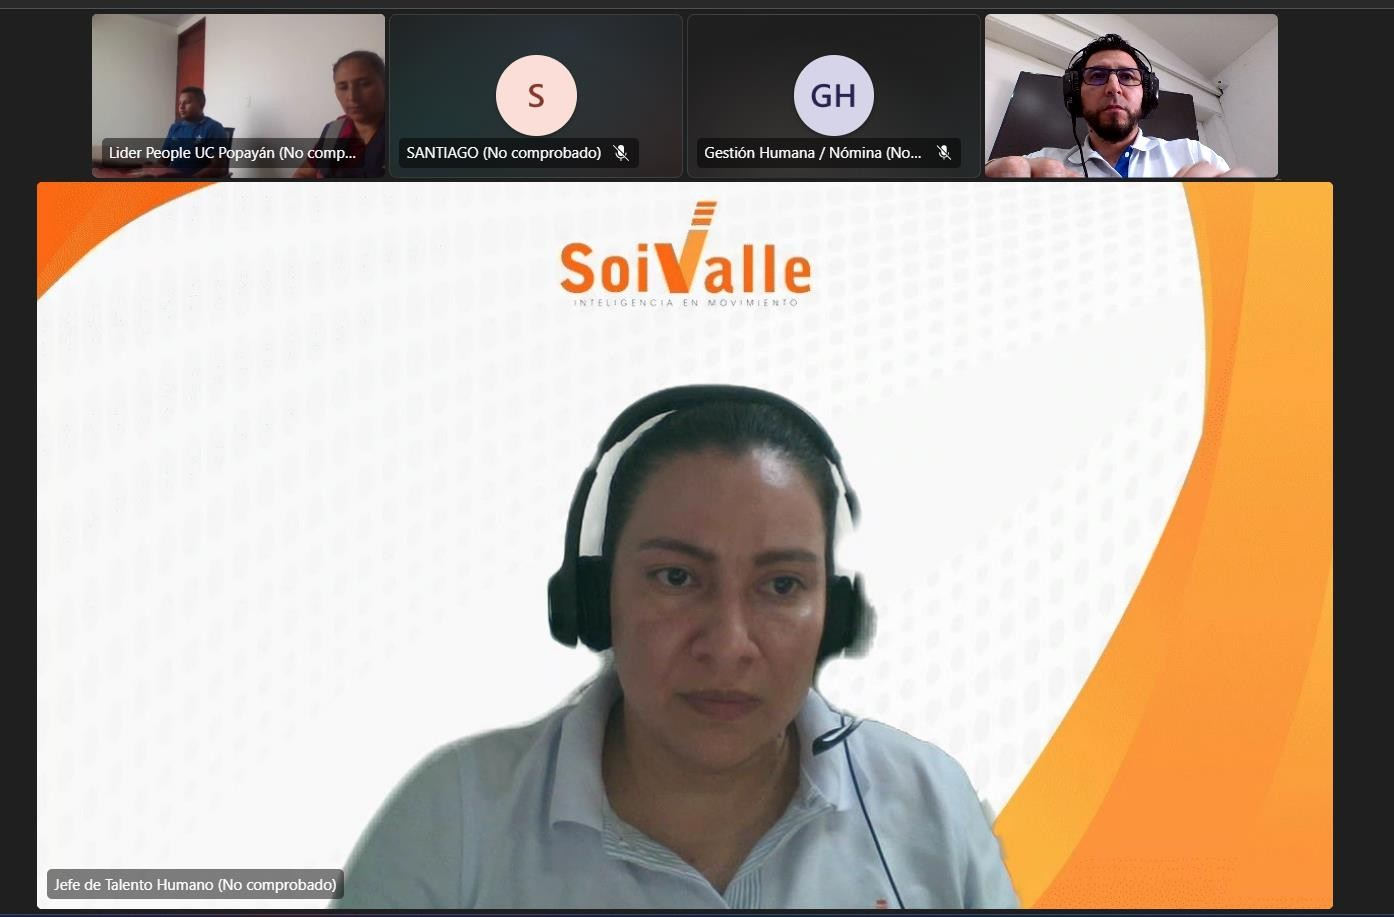 Lider People UC Popayán (No comp...
S
SANTIAGO (No comprobado)
GH
Gestión Humana / Nómina (No...
SoiValle
INTELIGENCIA EN MOVIMIENTO
Jefe de Talento Humano (No comprobado)